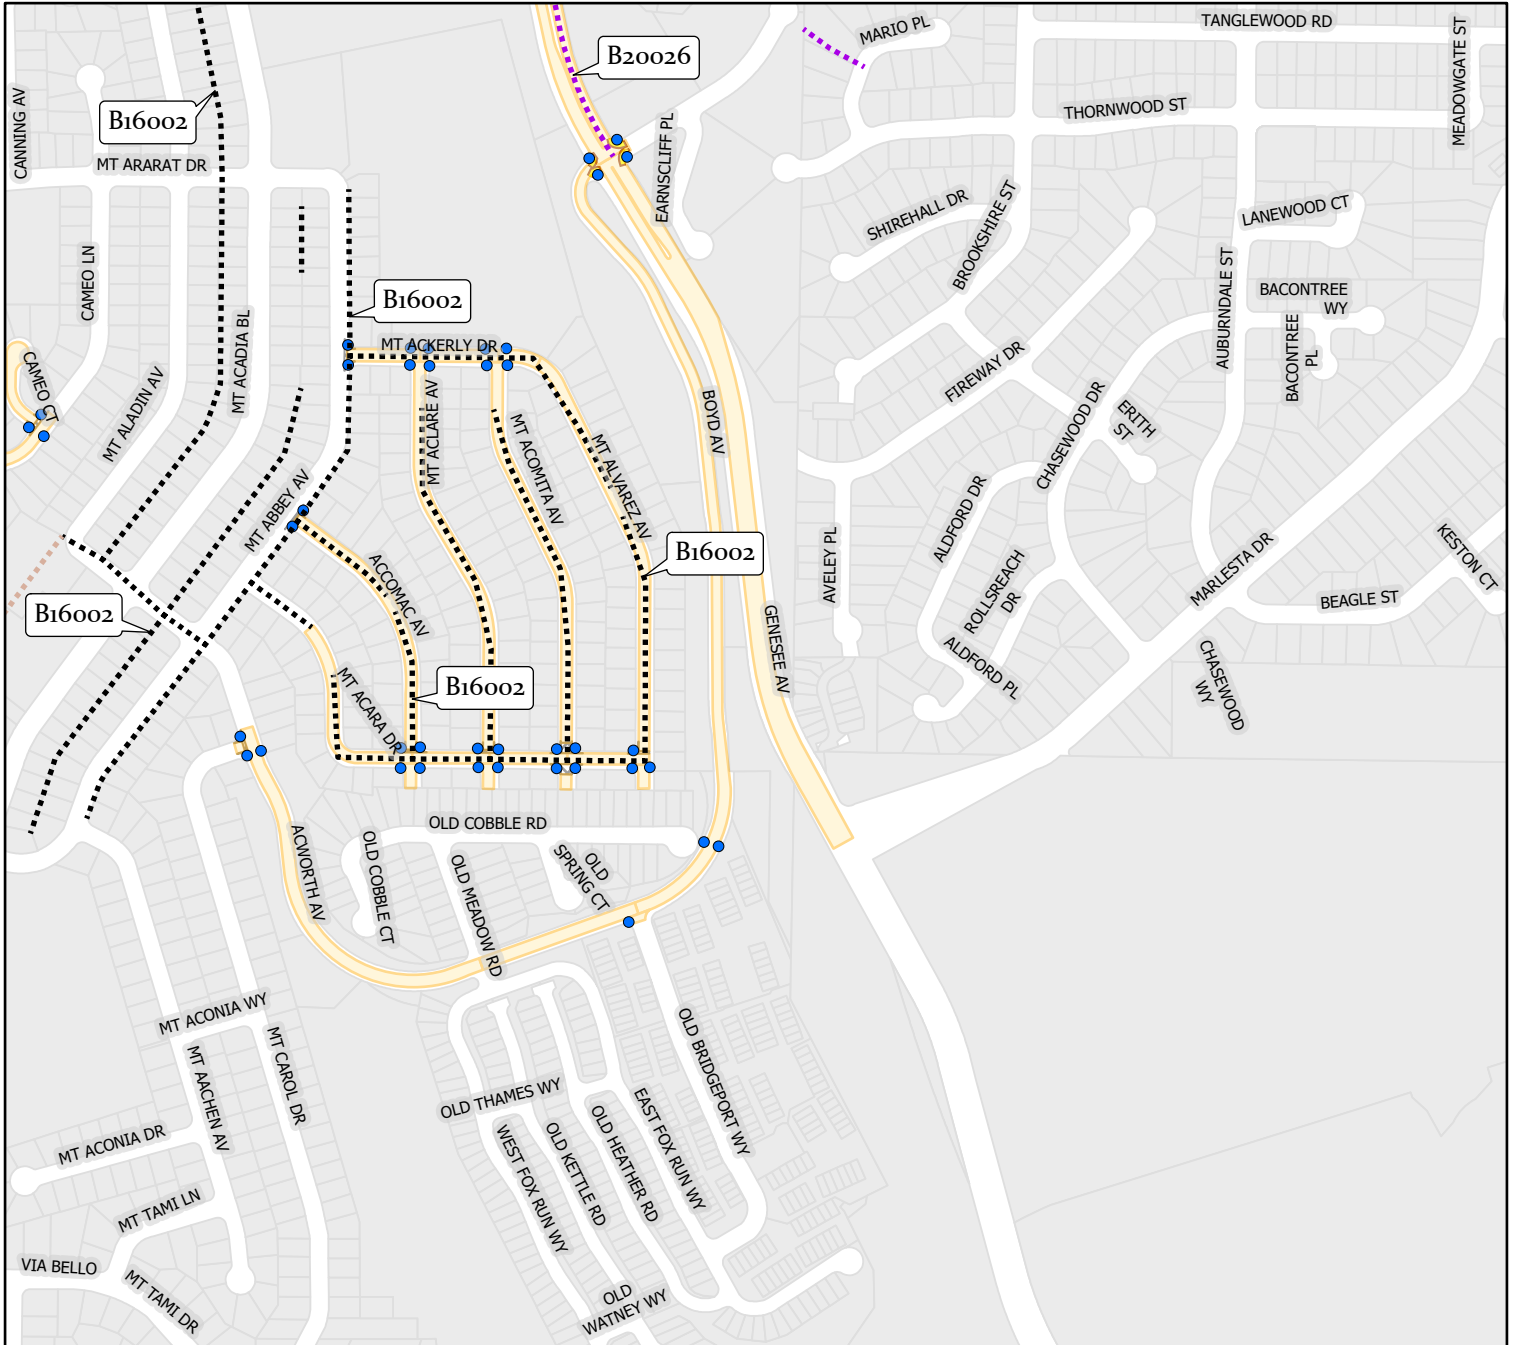 TANGLEWOOD RD
MARIO PL
B20026
MEADOWGATE ST
CANNING AV
B16002
THORNWOOD ST
MT ARARAT DR
EARNSCLIFF PL
SHIREHALL DR
BROOKSHIRE ST
LANEWOOD CT
CAMEO LN
B16002
AUBURNDALE ST
BACONTREE
WY
BACONTREE
PL
MT ACADIA BL
MT ACKERLY DR
CAMEO CT
MT ALADIN AV
MT ACLARE AV
BOYD AV
FIREWAY DR
CHASEWOOD DR
ERITH
ST
MT ACOMITA AV
MT ALVAREZ AV
MT ABBEY AV
ALDFORD DR
B16002
MARLESTA DR
KESTON CT
AVELEY PL
ROLLSREACH
DR
ACCOMAC AV
B16002
BEAGLE ST
GENESEE AV
ALDFORD PL
CHASEWOOD
WY
MT ACARA DR
B16002
OLD COBBLE RD
ACWORTH AV
OLD COBBLE CT
OLD MEADOW RD
OLD
SPRING CT
MT ACONIA WY
MT CAROL DR
MT AACHEN AV
OLD BRIDGEPORT WY
OLD THAMES WY
MT ACONIA DR
WEST FOX RUN WY
OLD KETTLE RD
OLD HEATHER RD
EAST FOX RUN WY
MT TAMI LN
VIA BELLO
MT TAMI DR
OLD
WATNEY WY